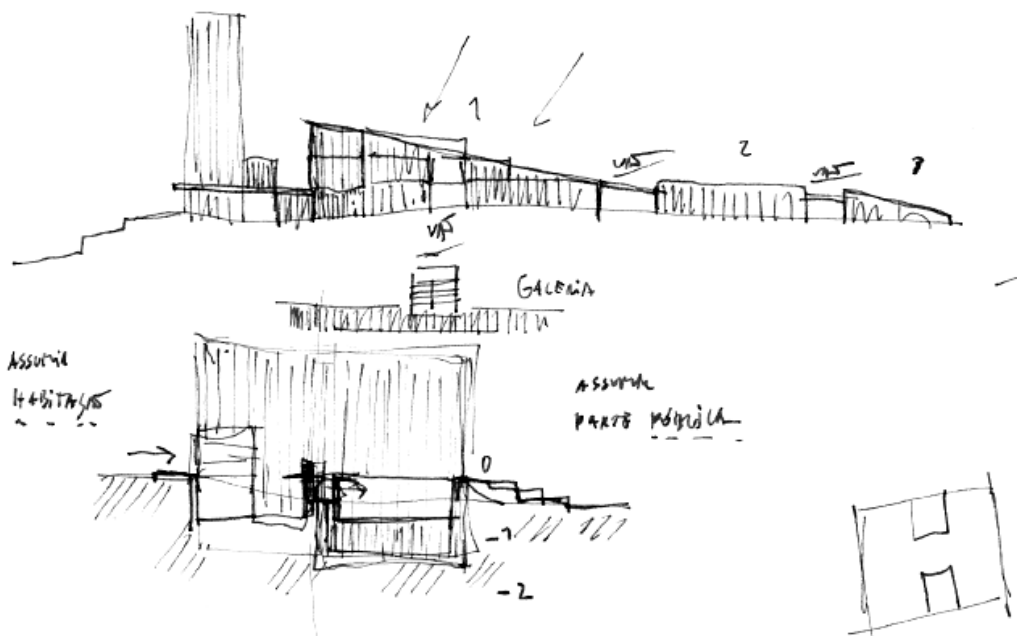 1
VÃO
2
VÃO
3
VÃO
GALERIA
ASSUMIR
HABITAÇÃO
ASSUMIR
PARTE PÚBLICA
0
-1
-2